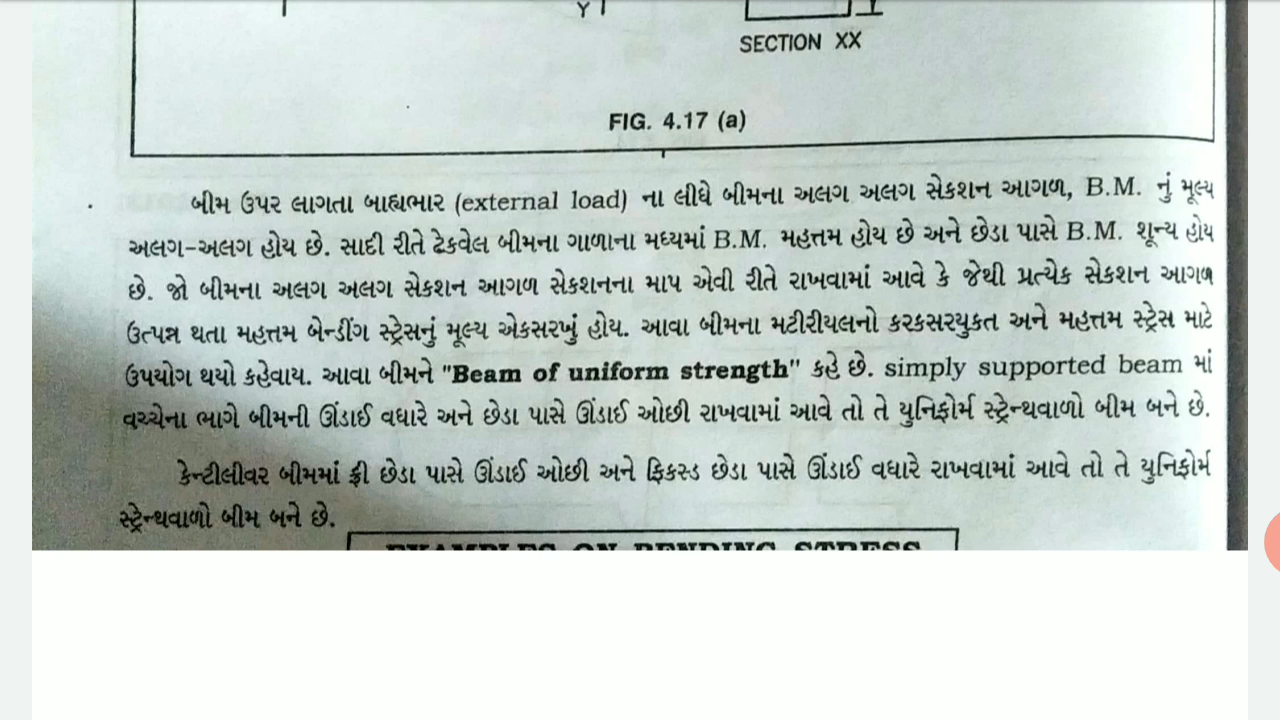 Y
SECTION XX
FIG. 4.17 (a)
બીમ ઉપર લાગતા બાહ્યભાર (external load) ના લીધે બીમના અલગ અલગ સેકશન આગળ, B.M. નું મૂલ્ય
અલગ-અલગ હોય છે. સાદી રીતે ટેકવેલ બીમના ગાળાના મધ્યમાં B.M. મહત્તમ હોય છે અને છેડા પાસે B.M. શૂન્ય હોય
છે. જો બીમના અલગ અલગ સેકશન આગળ સેકશનના માપ એવી રીતે રાખવામાં આવે કે જેથી પ્રત્યેક સેકશન આગળ
ઉત્પન્ન થતા મહત્તમ બેન્ડીંગ સ્ટ્રેસનું મૂલ્ય એકસરખું હોય. આવા બીમના મટીરીયલનો કરકસરયુકત અને મહત્તમ સ્ટ્રેસ માટે
ઉપયોગ થયો કહેવાય. આવા બીમને "Beam of uniform strength" કહે છે. simply supported beam માં
વચ્ચેના ભાગે બીમની ઊંડાઈ વધારે અને છેડા પાસે ઊંડાઈ ઓછી રાખવામાં આવે તો તે યુનિફોર્મ સ્ટ્રેન્થવાળો બીમ બને છે.
કેન્ટીલીવર બીમમાં ફ્રી છેડા પાસે ઊંડાઈ ઓછી અને ફિકસ્ડ છેડા પાસે ઊંડાઈ વધારે રાખવામાં આવે તો તે યુનિફોર્મ
સ્ટ્રેન્થવાળો બીમ બને છે.
EXAMPLES ON BENDING STRESS